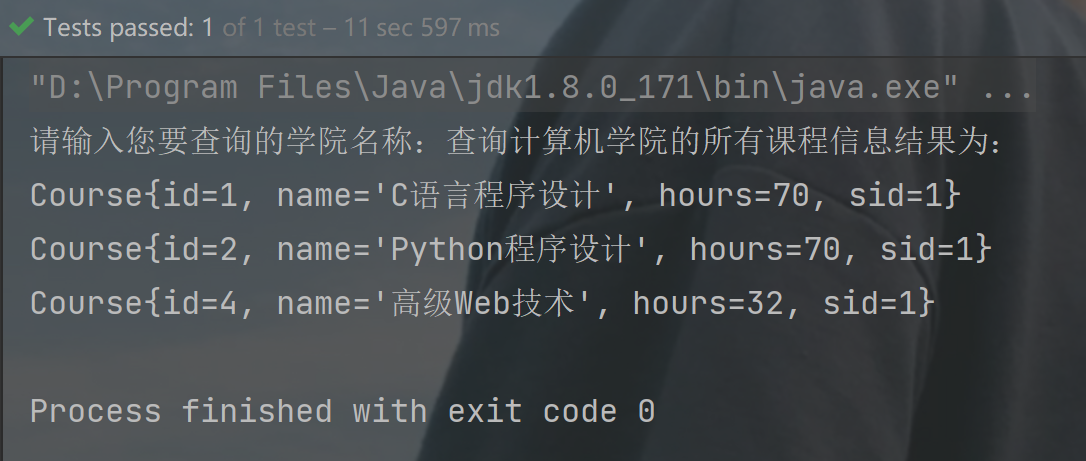 Tests passed: 1 of 1 test – 11 sec 597 ms
"D:\Program Files\Java\jdk1.8.0_171\bin\java.exe" ...
请输入您要查询的学院名称：查询计算机学院的所有课程信息结果为：
Course{id=1, name='C语言程序设计', hours=70, sid=1}
Course{id=2, name='Python程序设计', hours=70, sid=1}
Course{id=4, name='高级Web技术', hours=32, sid=1}
Process finished with exit code 0